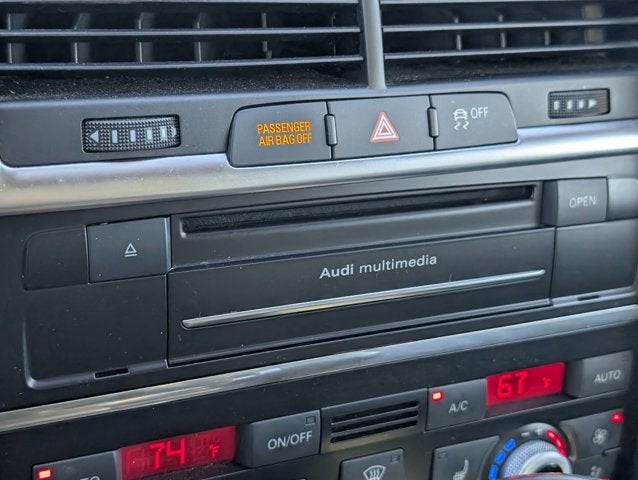 PASSENGER
AIR BAG OFF
OFF
OPEN
Audi multimedia
67 °F
AUTO
A/C
ON/OFF
74 °F